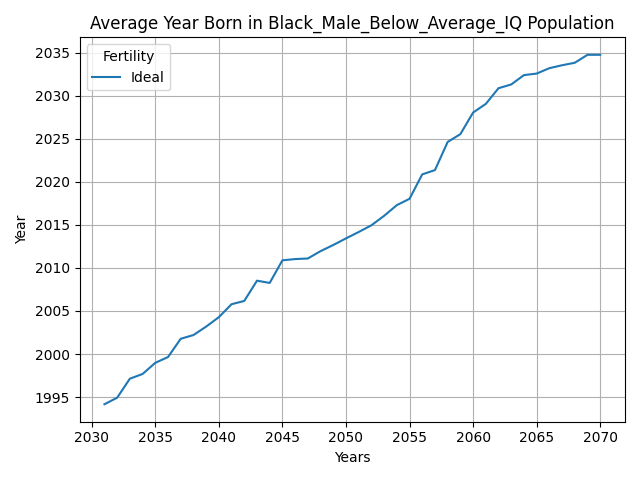 Average Year Born in Black_Male_Below_Average_IQ Population
Fertility
Ideal
Year
2035
2030
2025
2020
2015
2010
2005
2000
1995
2030 2035 2040 2045 2050 2055 2060 2065 2070
Years